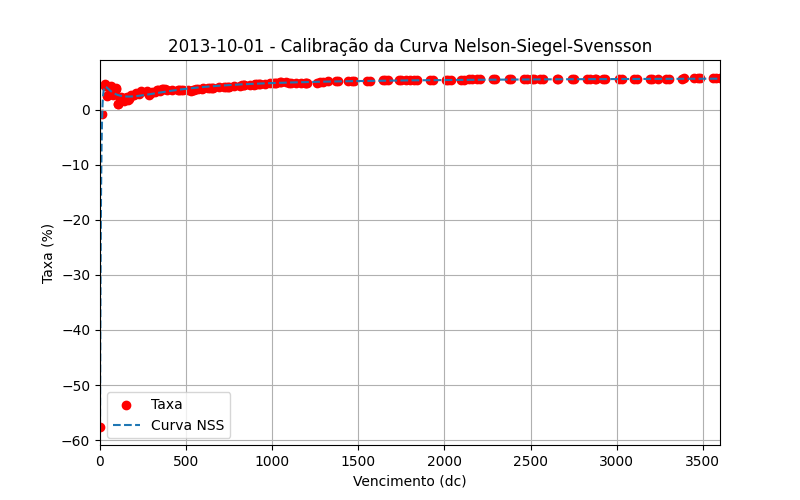 2013-10-01 - Calibração da Curva Nelson-Siegel-Svensson
Taxa (%)
0
−10
−20
−30
−40
−50
−60
Taxa
Curva NSS
0 500 1000 1500 2000 2500 3000 3500
Vencimento (dc)